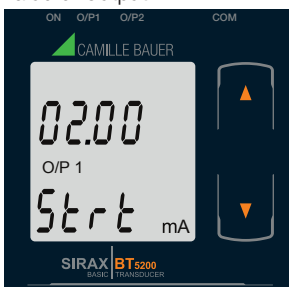 ON O/P1 O/P2 COM
CAMILLE BAUER
02.00
O/P 1
Strt mA
SIRAX BT5200
BASIC TRANSDUCER